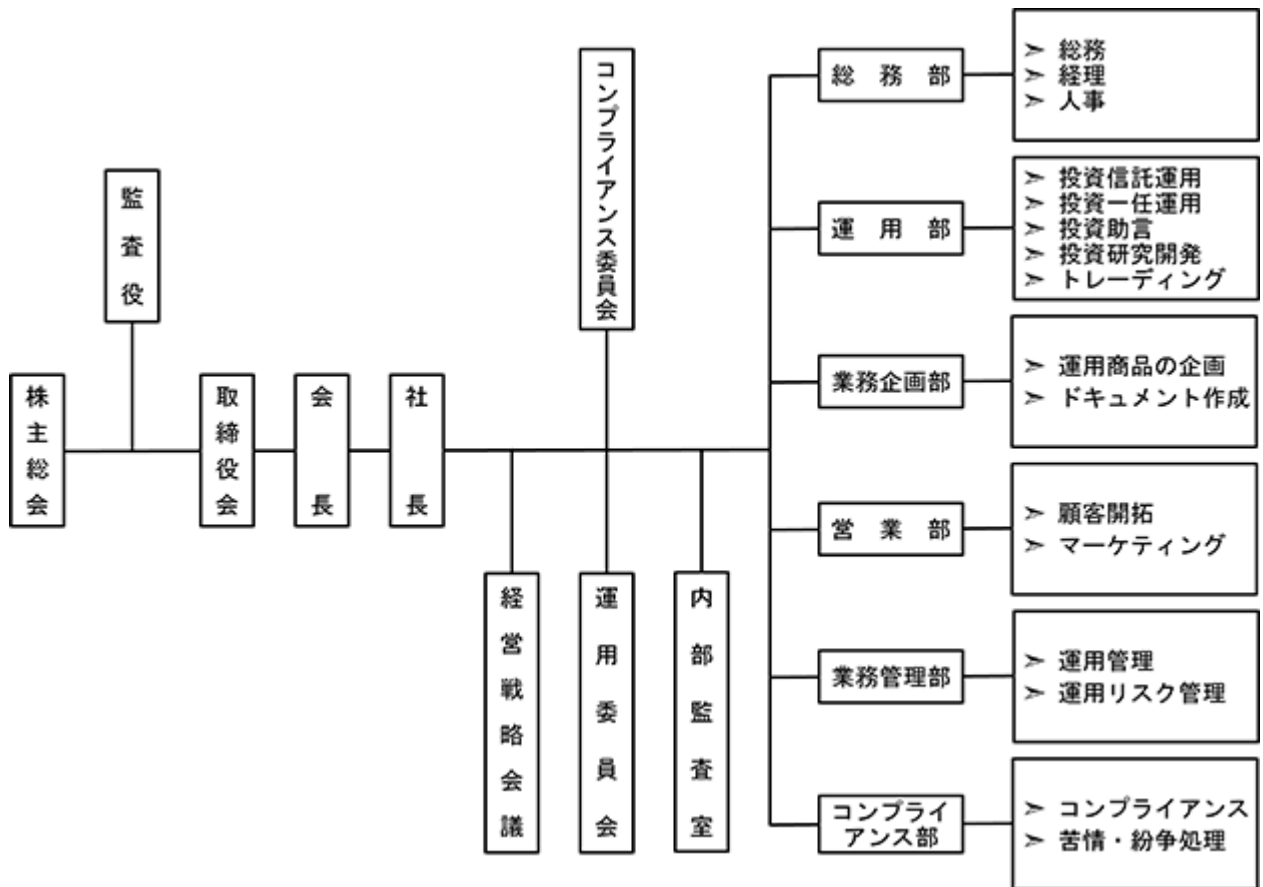 株主総会
監査役
取締役会
会長
社長
コンプライアンス委員会
経営戦略会議
運用委員会
内部監査室
総務部
➢ 総務
➢ 経理
➢ 人事
運用部
➢ 投資信託運用
➢ 投資一任運用
➢ 投資助言
➢ 投資研究開発
➢ トレーディング
業務企画部
➢ 運用商品の企画
➢ ドキュメント作成
営業部
➢ 顧客開拓
➢ マーケティング
業務管理部
➢ 運用管理
➢ 運用リスク管理
コンプライ
アンス部
➢ コンプライアンス
➢ 苦情・紛争処理